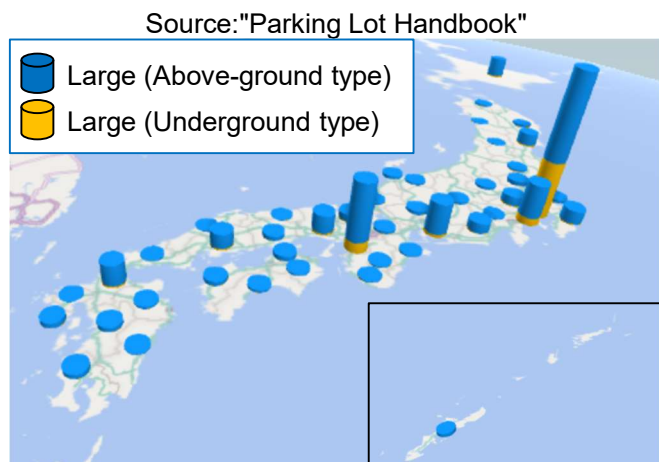 Source:"Parking Lot Handbook"
Large (Above-ground type)
Large (Underground type)